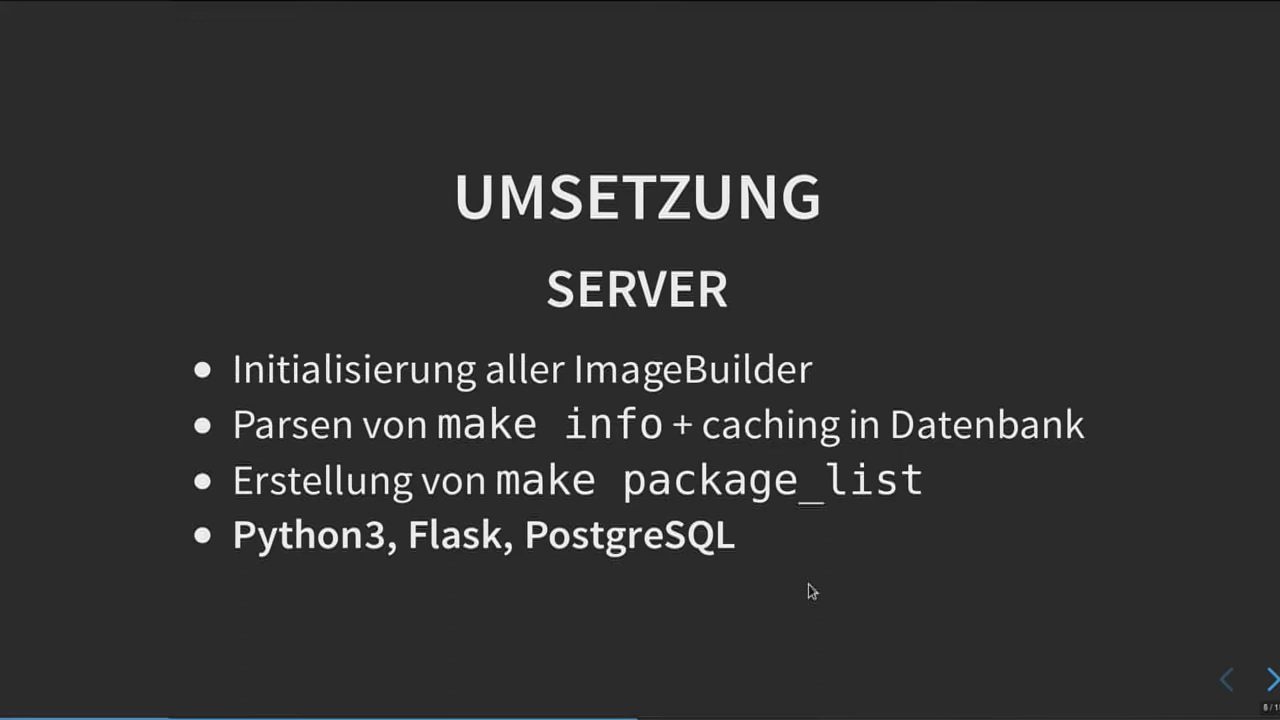 UMSETZUNG
SERVER
Initialisierung aller ImageBuilder
Parsen von make info + caching in Datenbank
Erstellung von make package_list
Python3, Flask, PostgreSQL